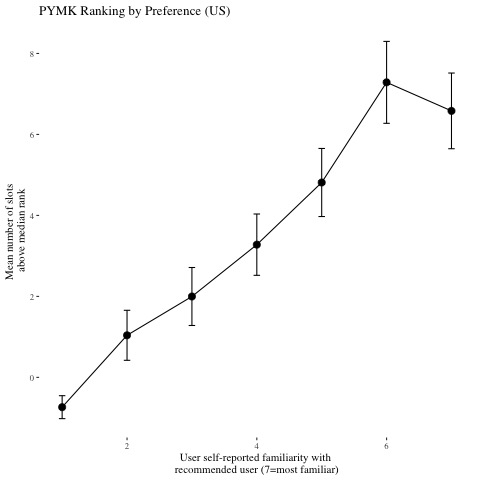 PYMK Ranking by Preference (US)
8
6
4
2
0
Mean number of slots
above median rank
2
4
6
User self-reported familiarity with
recommended user (7=most familiar)